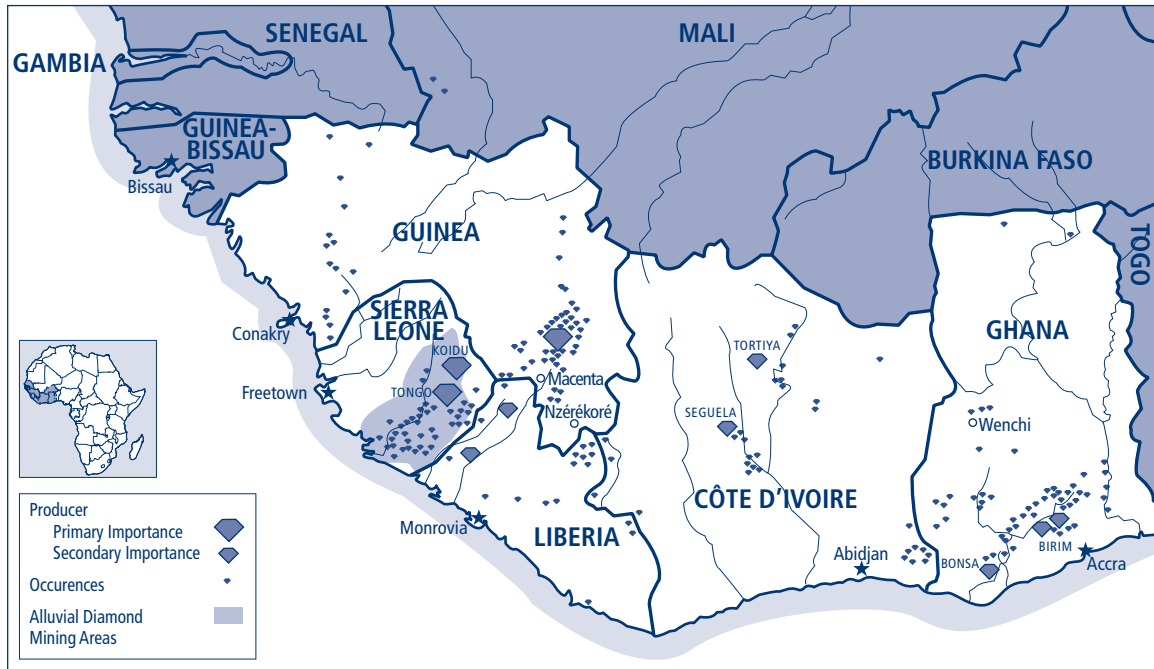 SENEGAL
MALI
GAMBIA
GUINEA-
BISSAU
Bissau
BURKINA FASO
TOGO
GUINEA
SIERRA
LEONE
Conakry
KOIDU
TONGO
Freetown
Macenta
Nzérékoré
TORTIYA
SEGUELA
GHANA
Wenchi
CÔTE D'IVOIRE
LIBERIA
Monrovia
Abidjan
BONSA
BIRIM
Accra
Producer
Primary Importance
Secondary Importance
Occurences
Alluvial Diamond
Mining Areas